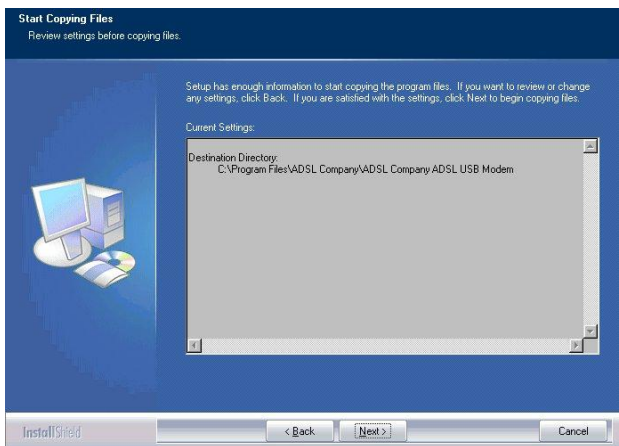 Start Copying Files
Review settings before copying files.
Setup has enough information to start copying the program files. If you want to review or change
any settings, click Back. If you are satisfied with the settings, click Next to begin copying files.
Current Settings:
Destination Directory:
C:\Program Files\ADSL Company\ADSL Company ADSL USB Modem
InstallShield
< Back
Next >
Cancel